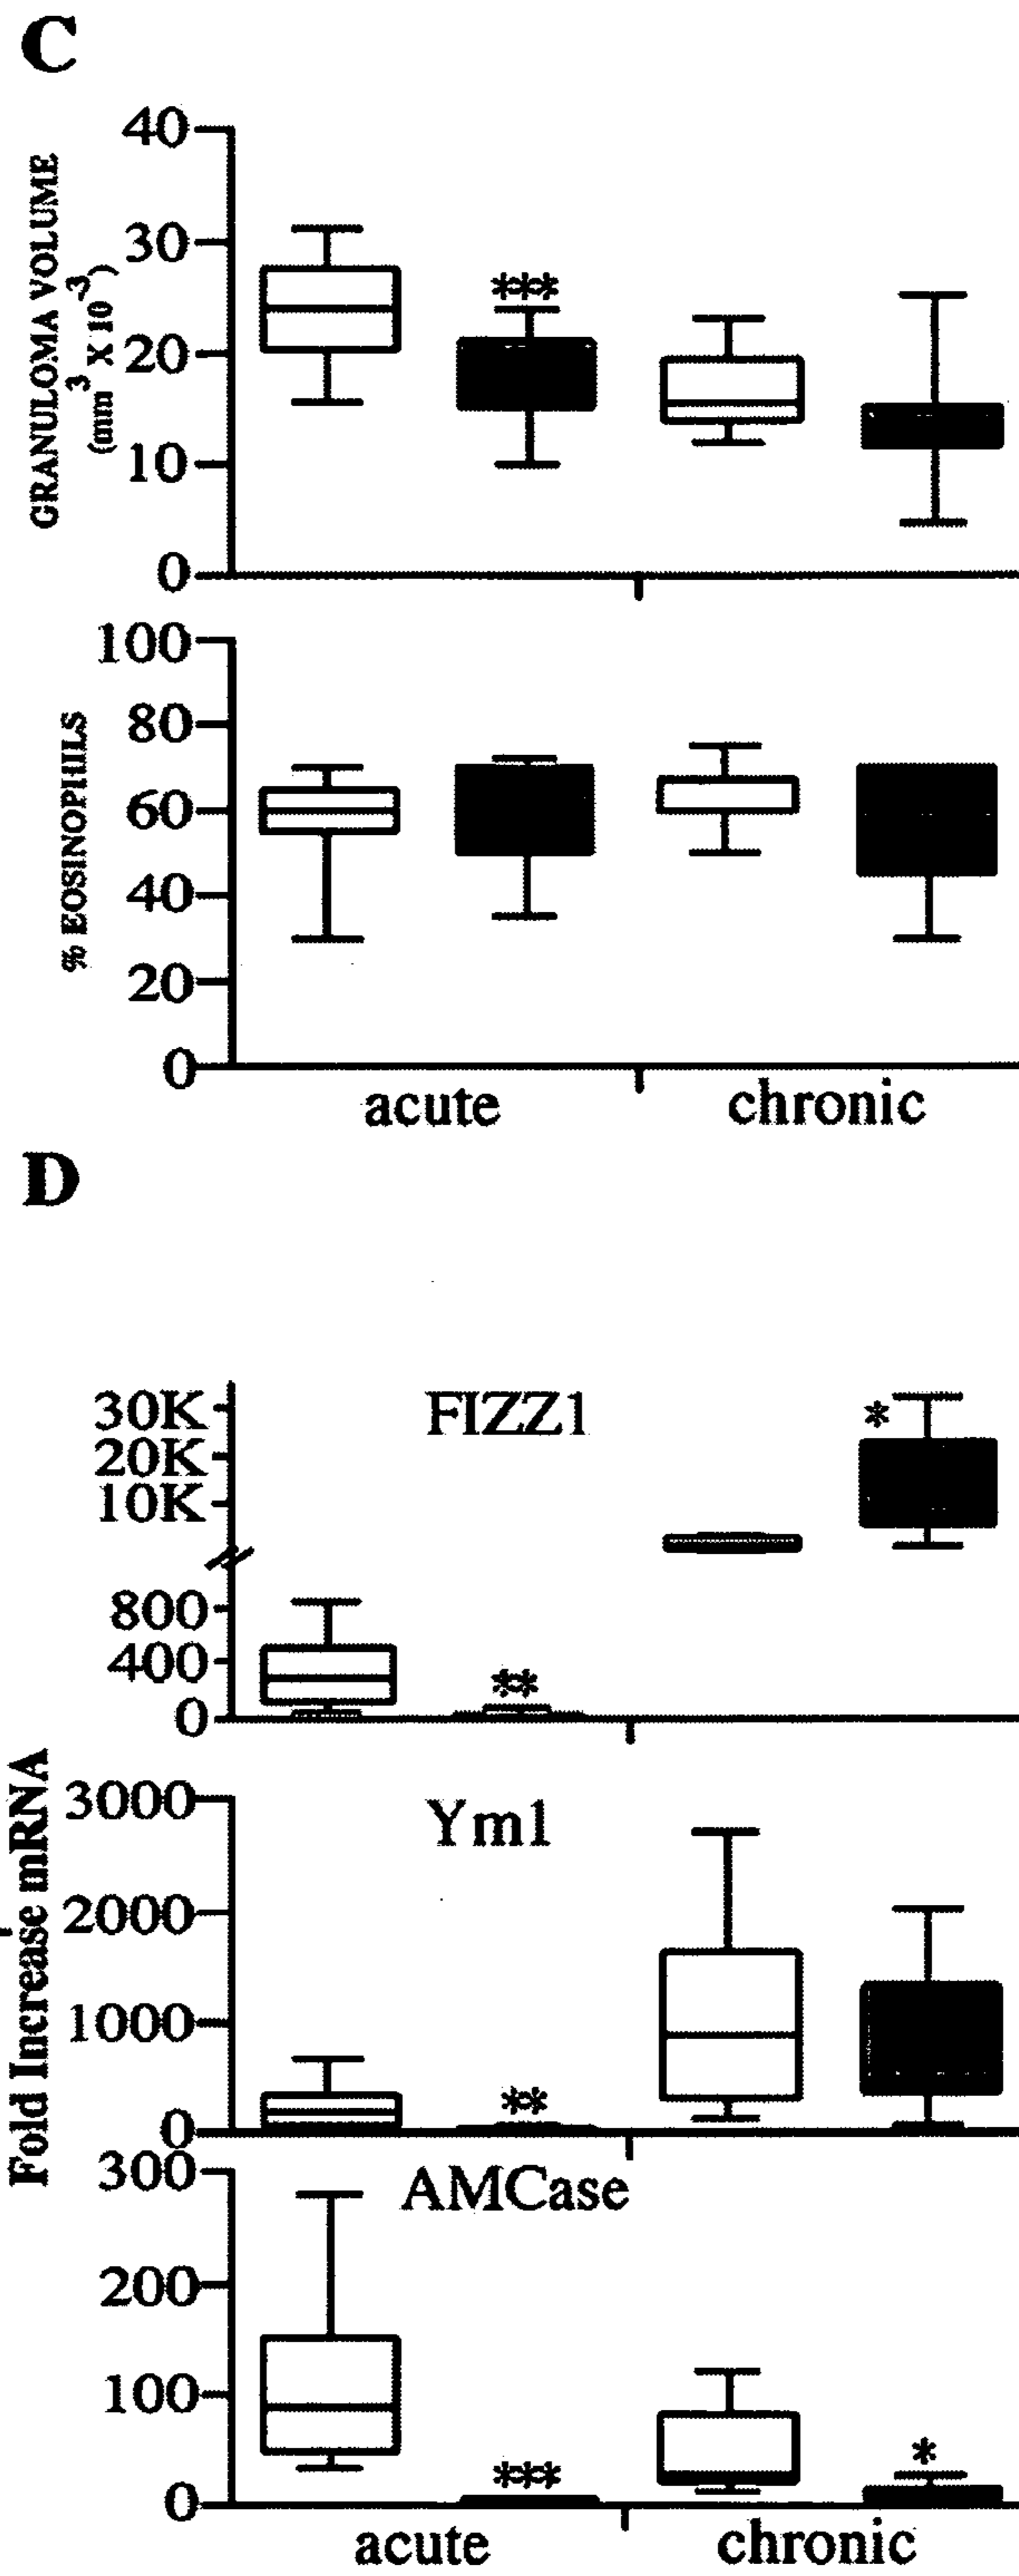 C
GRANULOMA VOLUME
(mm³ X 10⁻³)
40
30
20
10
0
***
% EOSINOPHILS
100
80
60
40
20
0
acute chronic
D
Fold Increase mRNA
FIZZ1
30K
20K
10K
800
400
0
**
*
Ym1
3000
2000
1000
0
**
AMCase
300
200
100
0
***
*
acute chronic